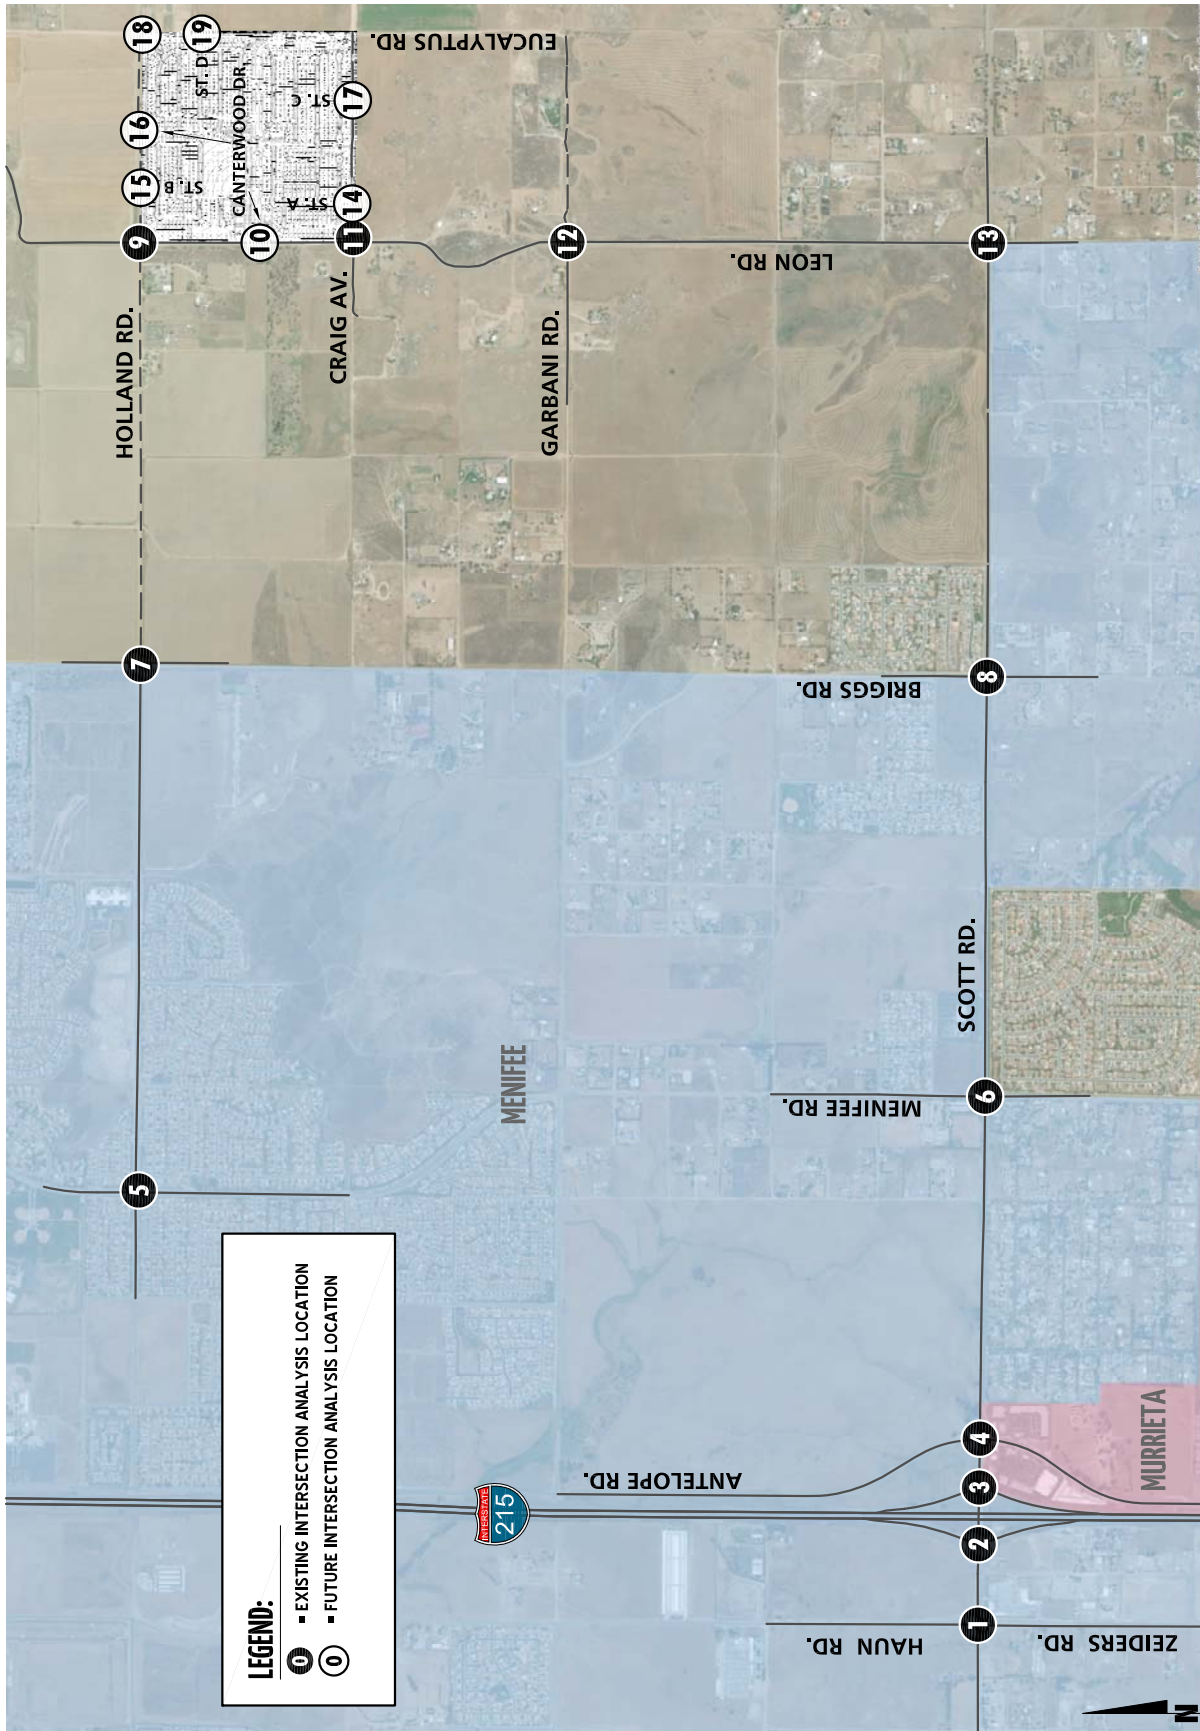 18
19
EUCALYPTUS RD.
ST. D
16
CANTERWOOD DR.
ST. C
17
15
ST. B
ST. A
14
9
10
11
12
13
LEON RD.
HOLLAND RD.
CRAIG AV.
GARBANI RD.
7
8
BRIGGS RD.
SCOTT RD.
MENIFEE
MENIFEE RD.
6
5
LEGEND:
0 = EXISTING INTERSECTION ANALYSIS LOCATION
0 = FUTURE INTERSECTION ANALYSIS LOCATION
INTERSTATE
215
ANTELOPE RD.
4
3
2
1
MURRIETA
HAUN RD.
ZEIDERS RD.
N